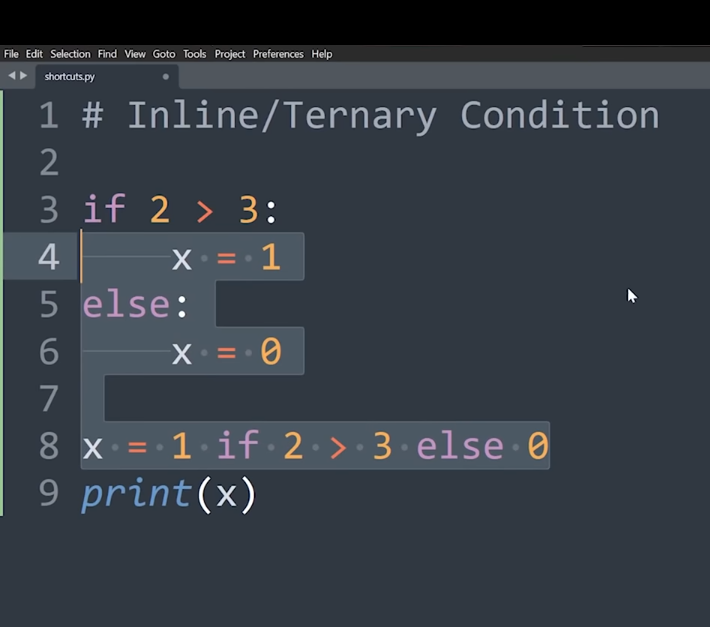 File Edit Selection Find View Goto Tools Project Preferences Help
shortcuts.py
1 # Inline/Ternary Condition
2
3 if 2 > 3:
4     x = 1
5 else:
6     x = 0
7
8 x = 1 if 2 > 3 else 0
9 print(x)